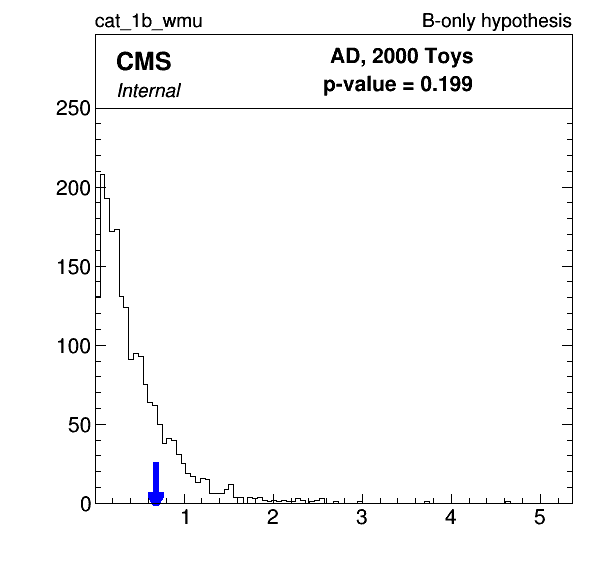 cat_1b_wmu B-only hypothesis
CMS AD, 2000 Toys
Internal p-value = 0.199
250
200
150
100
50
0
1 2 3 4 5